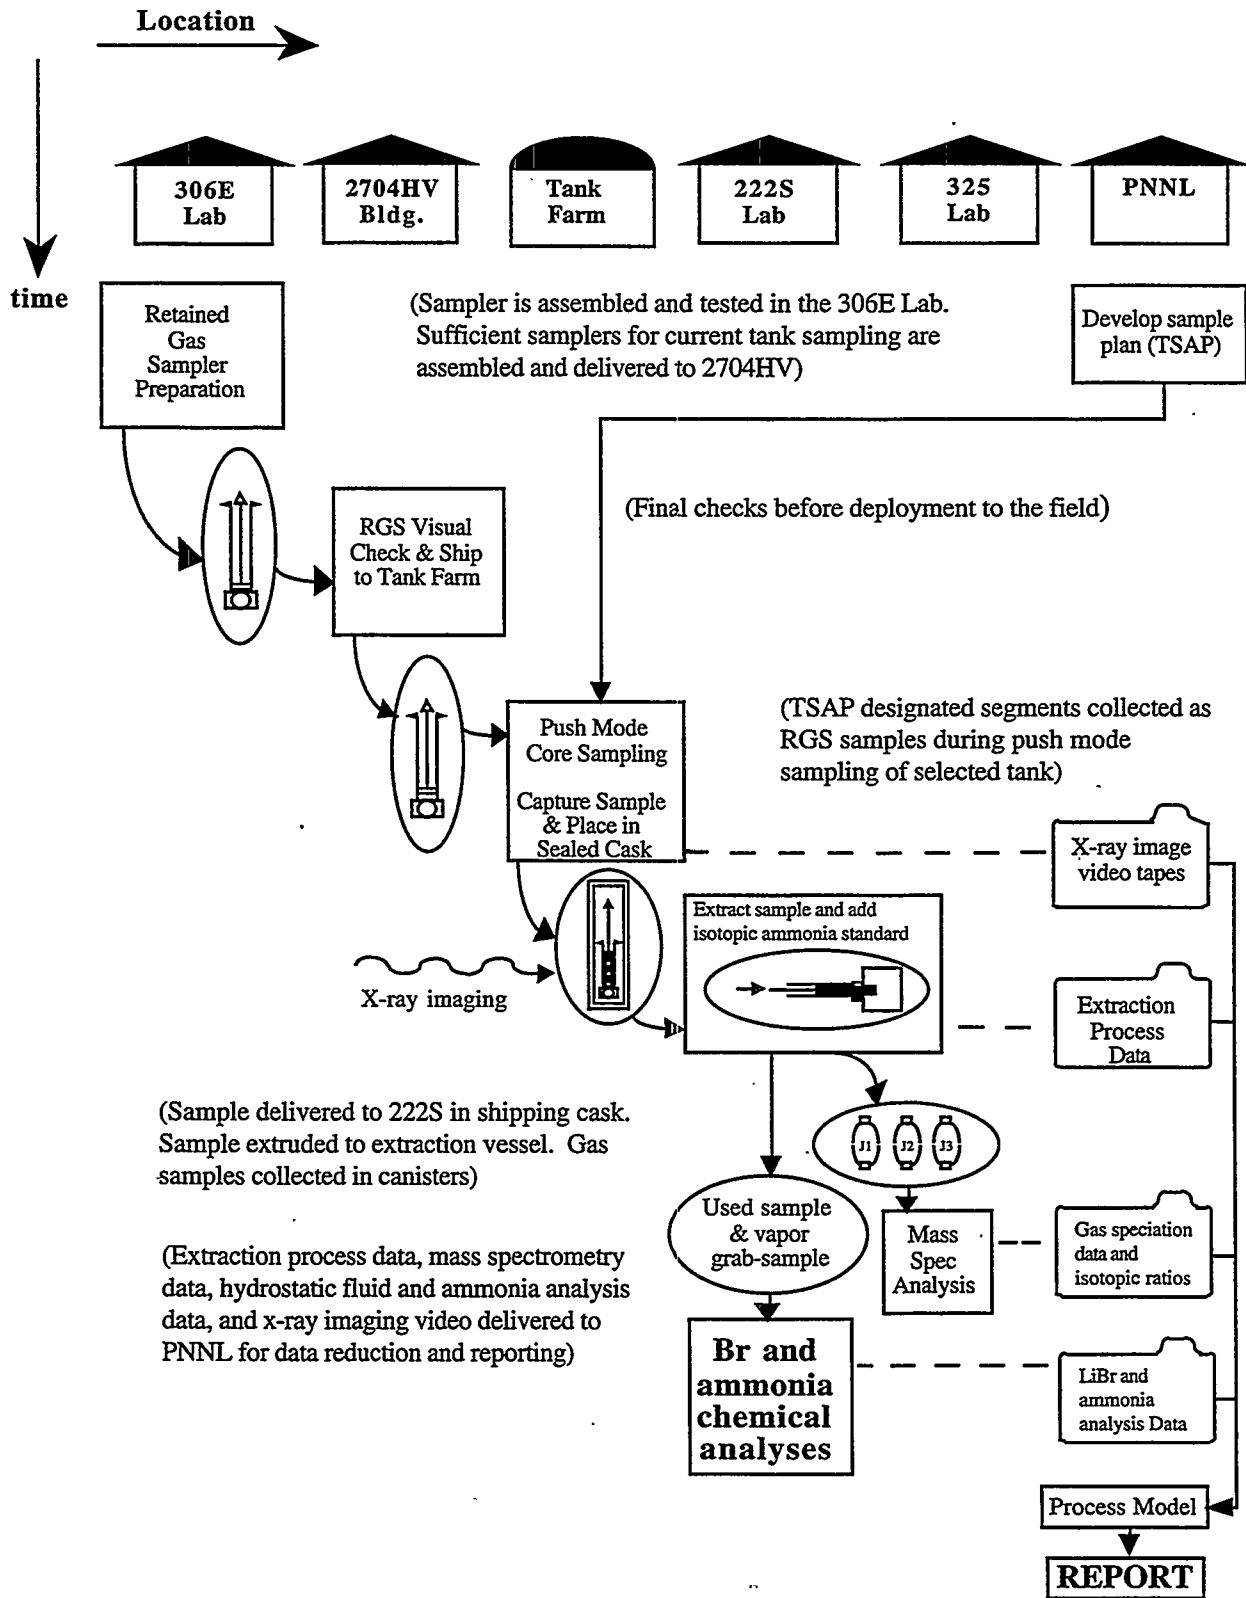 Location
time
306E
Lab
2704HV
Bldg.
Tank
Farm
222S
Lab
325
Lab
PNNL
Retained
Gas
Sampler
Preparation
(Sampler is assembled and tested in the 306E Lab.
Sufficient samplers for current tank sampling are
assembled and delivered to 2704HV)
Develop sample
plan (TSAP)
RGS Visual
Check & Ship
to Tank Farm
(Final checks before deployment to the field)
Push Mode
Core Sampling
Capture Sample
& Place in
Sealed Cask
(TSAP designated segments collected as
RGS samples during push mode
sampling of selected tank)
X-ray image
video tapes
Extract sample and add
isotopic ammonia standard
X-ray imaging
Extraction
Process
Data
(Sample delivered to 222S in shipping cask.
Sample extruded to extraction vessel. Gas
samples collected in canisters)
J1 J2 J3
Used sample
& vapor
grab-sample
Mass
Spec
Analysis
Gas speciation
data and
isotopic ratios
(Extraction process data, mass spectrometry
data, hydrostatic fluid and ammonia analysis
data, and x-ray imaging video delivered to
PNNL for data reduction and reporting)
Br and
ammonia
chemical
analyses
LiBr and
ammonia
analysis Data
Process Model
REPORT